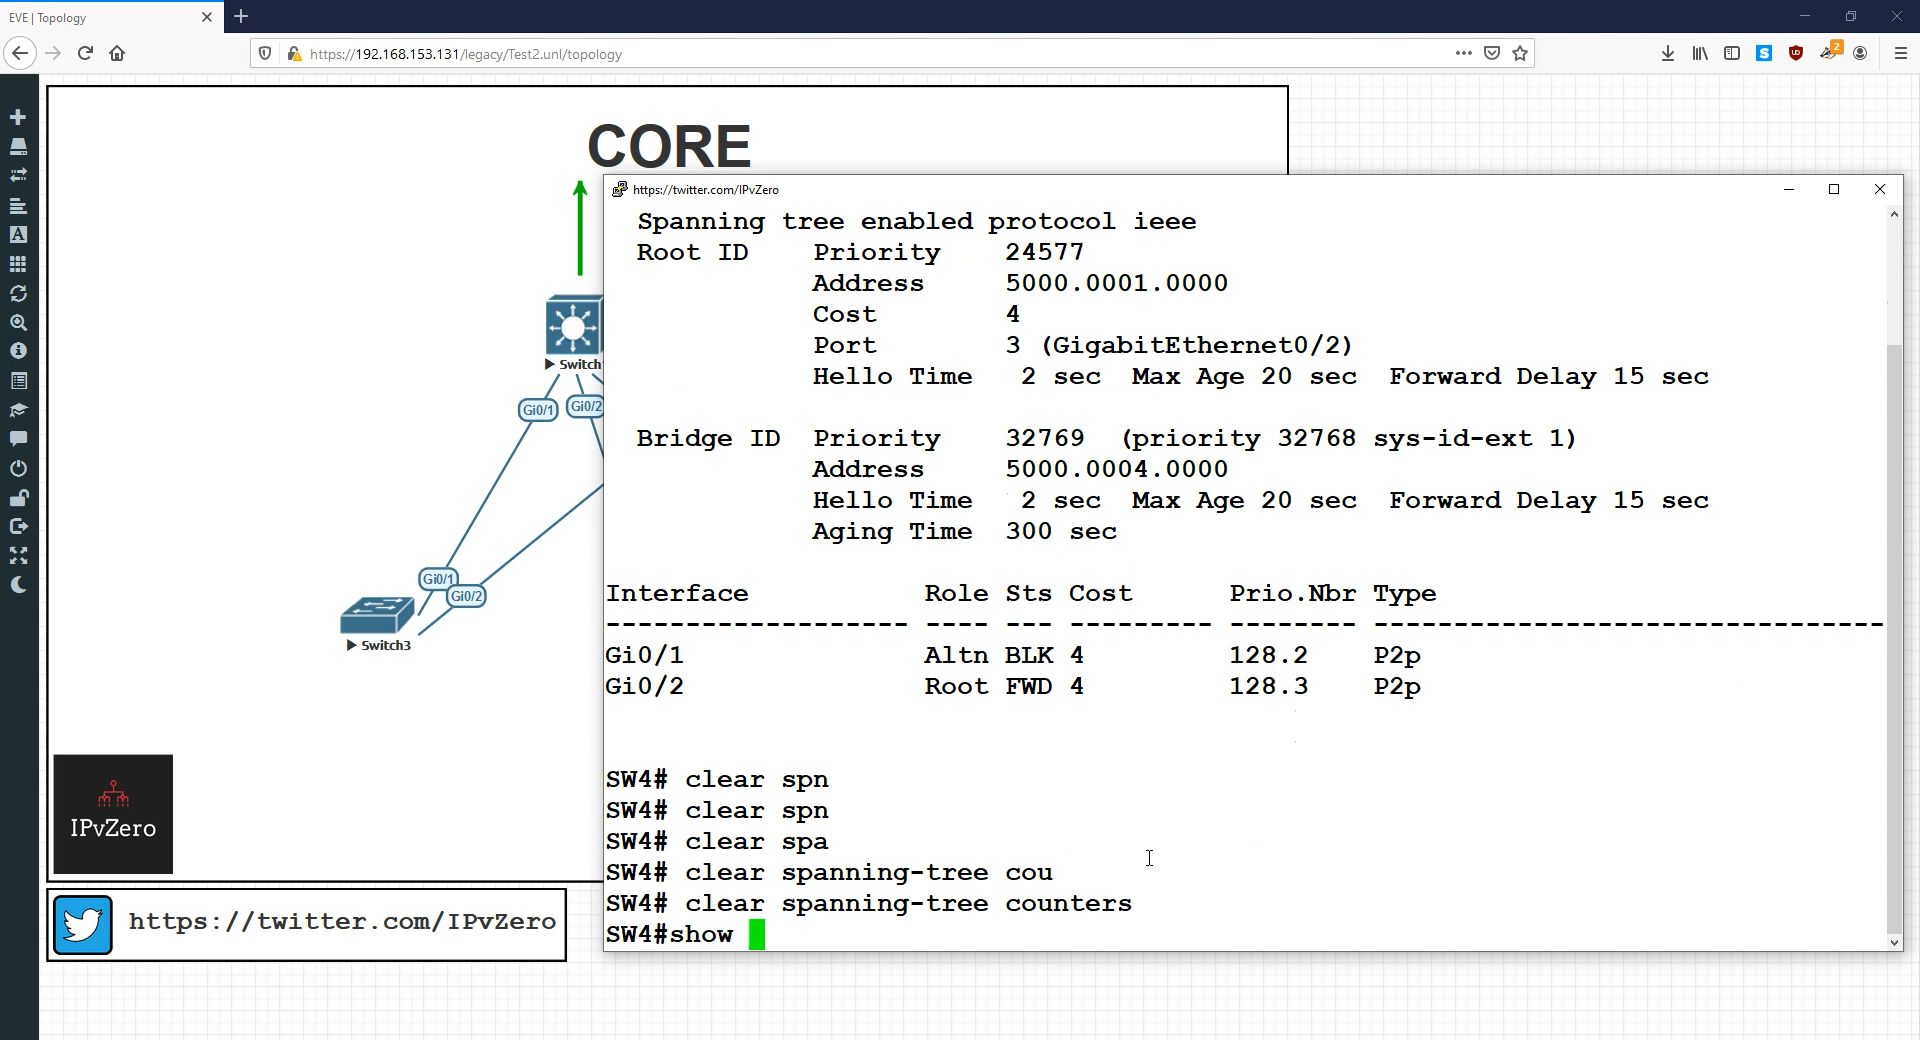 EVE | Topology
https://192.168.153.131/legacy/Test2.unl/topology
2
CORE
Switch
Gi0/1
Gi0/2
Gi0/1
Gi0/2
Switch3
IPvZero
https://twitter.com/IPvZero
https://twitter.com/IPvZero
Spanning tree enabled protocol ieee
Root ID Priority 24577
Address 5000.0001.0000
Cost 4
Port 3 (GigabitEthernet0/2)
Hello Time 2 sec Max Age 20 sec Forward Delay 15 sec
Bridge ID Priority 32769 (priority 32768 sys-id-ext 1)
Address 5000.0004.0000
Hello Time 2 sec Max Age 20 sec Forward Delay 15 sec
Aging Time 300 sec
Interface Role Sts Cost Prio.Nbr Type
------------------- ---- --- --------- -------- --------------------------------
Gi0/1 Altn BLK 4 128.2 P2p
Gi0/2 Root FWD 4 128.3 P2p
SW4# clear spn
SW4# clear spn
SW4# clear spa
SW4# clear spanning-tree cou
SW4# clear spanning-tree counters
SW4#show